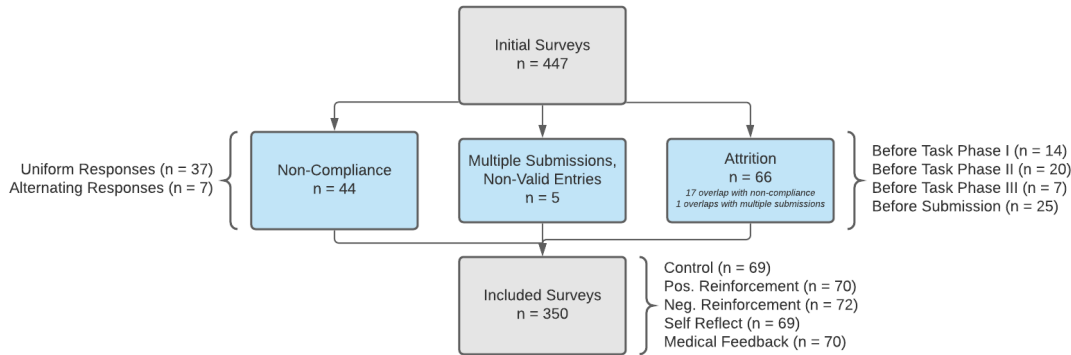 Initial Surveys
n = 447
Uniform Responses (n = 37)
Alternating Responses (n = 7)
Non-Compliance
n = 44
Multiple Submissions,
Non-Valid Entries
n = 5
Attrition
n = 66
17 overlap with non-compliance
1 overlaps with multiple submissions
Before Task Phase I (n = 14)
Before Task Phase II (n = 20)
Before Task Phase III (n = 7)
Before Submission (n = 25)
Included Surveys
n = 350
Control (n = 69)
Pos. Reinforcement (n = 70)
Neg. Reinforcement (n = 72)
Self Reflect (n = 69)
Medical Feedback (n = 70)